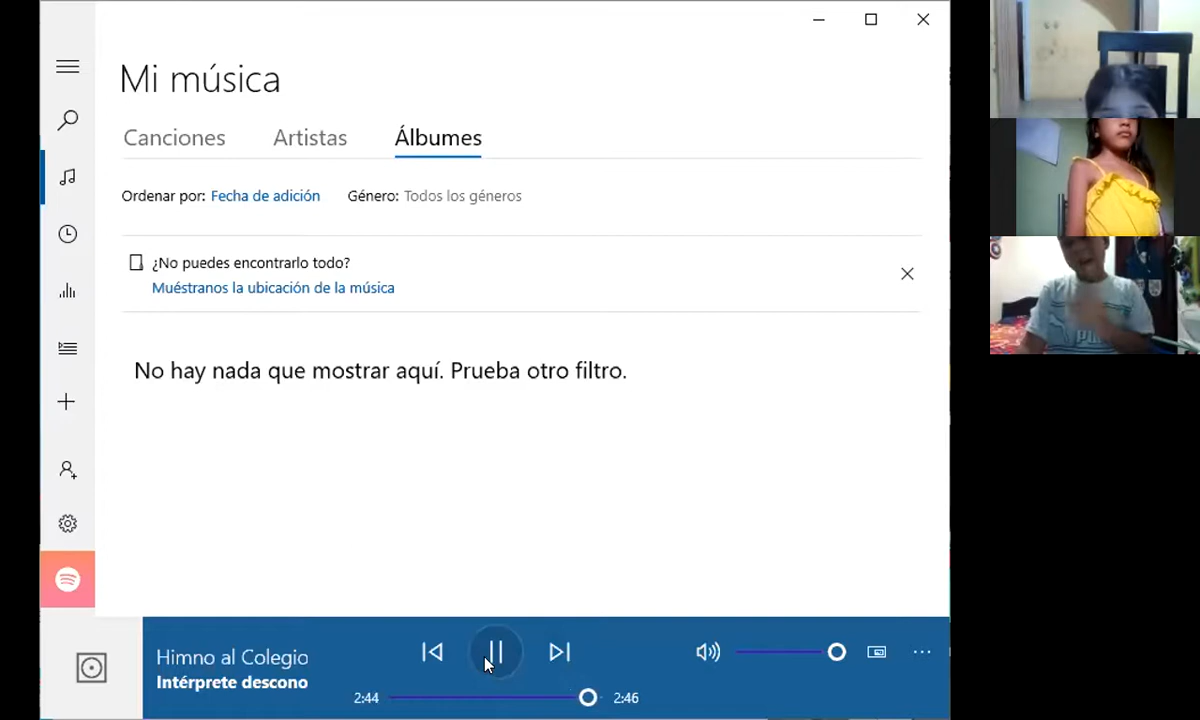 Mi música
Canciones Artistas Álbumes
Ordenar por: Fecha de adición Género: Todos los géneros
¿No puedes encontrarlo todo?
Muéstranos la ubicación de la música
No hay nada que mostrar aquí. Prueba otro filtro.
Himno al Colegio
Intérprete descono
2:44 2:46